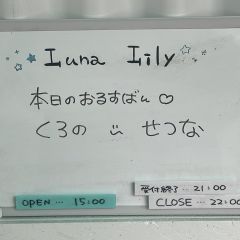 Luna Lily
本日のおるすばん♡
くろの ü せつな
受付終了…21:00
OPEN…15:00
CLOSE…22:00